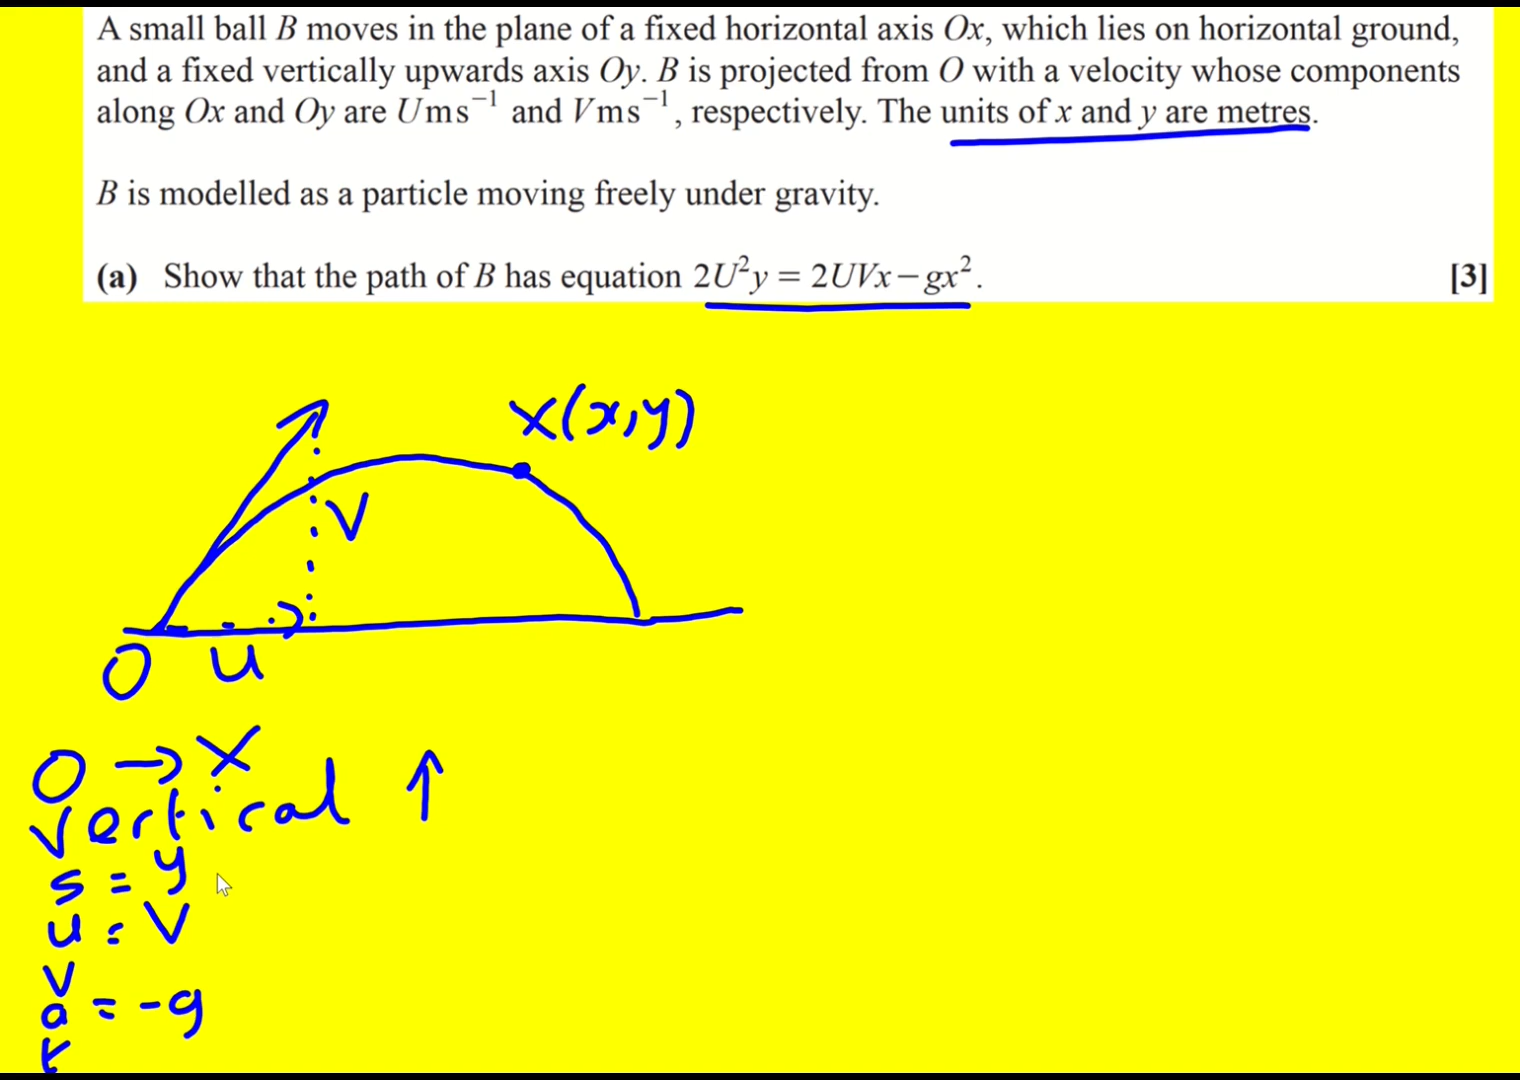 A small ball B moves in the plane of a fixed horizontal axis Ox, which lies on horizontal ground,
and a fixed vertically upwards axis Oy. B is projected from O with a velocity whose components
along Ox and Oy are U m s⁻¹ and V m s⁻¹, respectively. The units of x and y are metres.
B is modelled as a particle moving freely under gravity.
(a) Show that the path of B has equation 2U²y = 2UVx − gx². [3]
X(x,y)
V
O u
O → X
Vertical ↑
s = y
u = V
v
a = -g
t